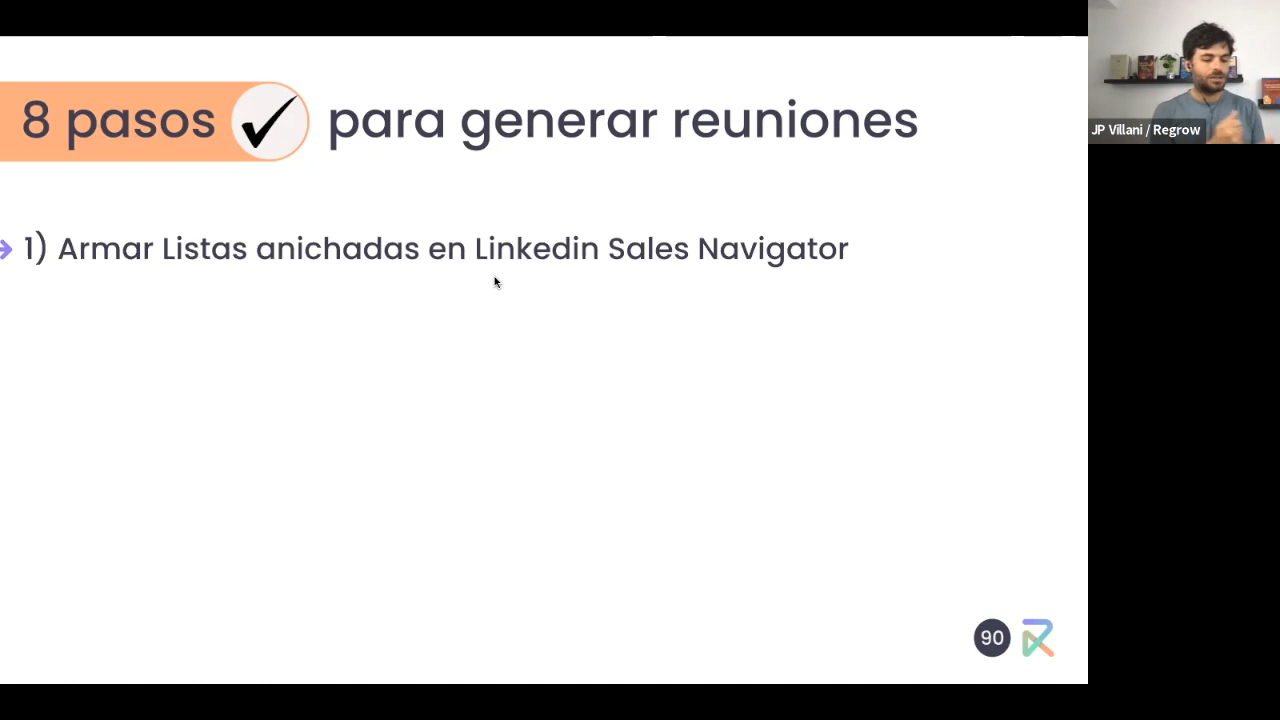 8 pasos para generar reuniones
1) Armar Listas anichadas en Linkedin Sales Navigator
90
JP Villani / Regrow